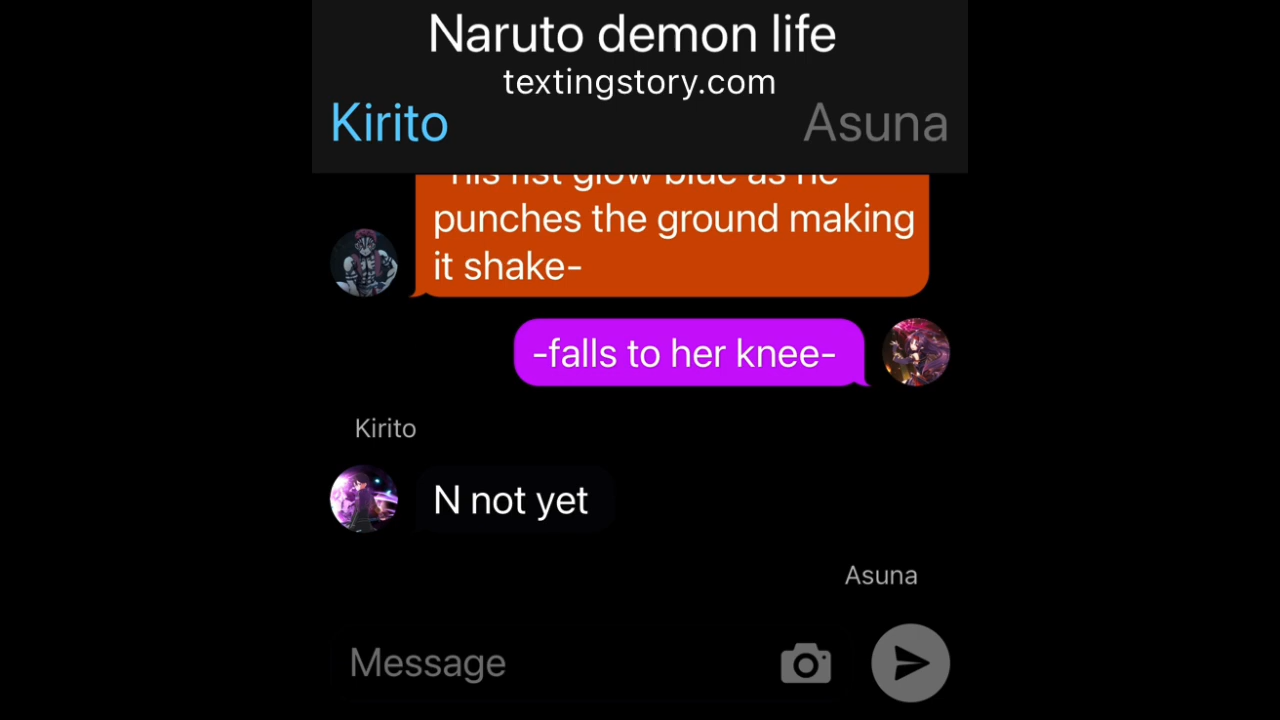 Naruto demon life
textingstory.com
Kirito Asuna
his fist glow blue as he
punches the ground making
it shake-
-falls to her knee-
Kirito
N not yet
Asuna
Message